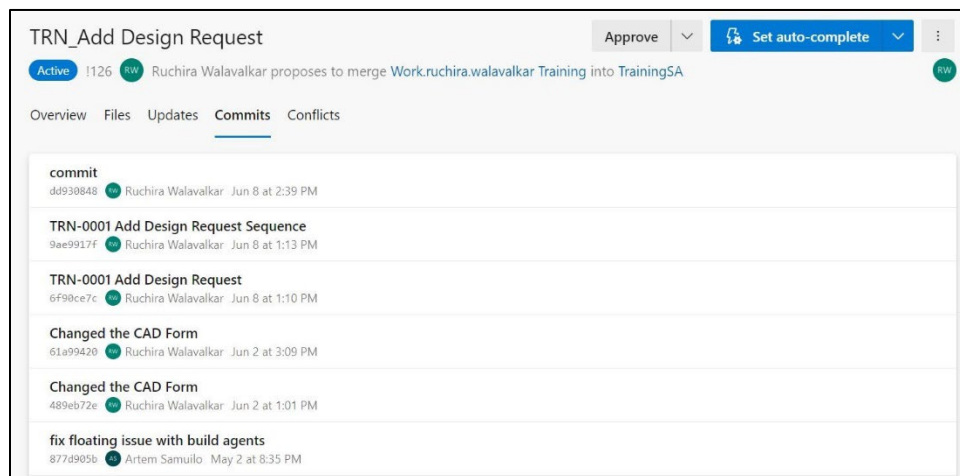 TRN_Add Design Request
Approve
Set auto-complete
Active !126 RW Ruchira Walavalkar proposes to merge Work.ruchira.walavalkar Training into TrainingSA
RW
Overview Files Updates Commits Conflicts
commit
dd930848 RW Ruchira Walavalkar Jun 8 at 2:39 PM
TRN-0001 Add Design Request Sequence
9ae9917f RW Ruchira Walavalkar Jun 8 at 1:13 PM
TRN-0001 Add Design Request
6f90ce7c RW Ruchira Walavalkar Jun 8 at 1:10 PM
Changed the CAD Form
61a99420 RW Ruchira Walavalkar Jun 2 at 3:09 PM
Changed the CAD Form
489eb72e RW Ruchira Walavalkar Jun 2 at 1:01 PM
fix floating issue with build agents
877d905b AS Artem Samuilo May 2 at 8:35 PM